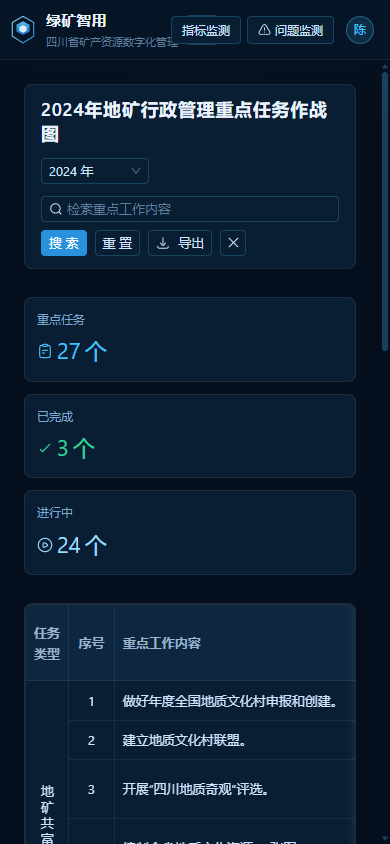 绿矿智用
四川省矿产资源数字化管理
指标监测
问题监测
陈
2024年地矿行政管理重点任务作战
图
2024 年
检索重点工作内容
搜 索
重 置
导出
重点任务
27 个
已完成
3 个
进行中
24 个
任务
类型
序号
重点工作内容
1
做好年度全国地质文化村申报和创建。
2
建立地质文化村联盟。
3
开展“四川地质奇观”评选。
地
矿
共
富